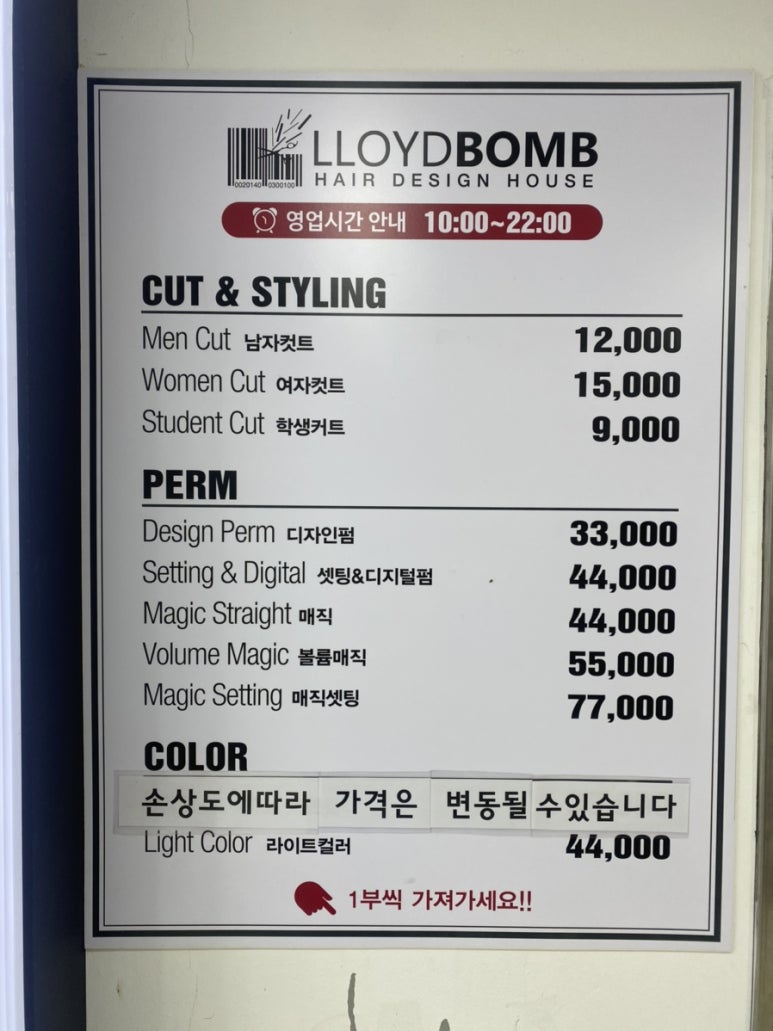 LLOYDBOMB
HAIR DESIGN HOUSE
0020140 0300100
영업시간 안내 10:00~22:00
CUT & STYLING
Men Cut 남자컷트 12,000
Women Cut 여자컷트 15,000
Student Cut 학생커트 9,000
PERM
Design Perm 디자인펌 33,000
Setting & Digital 셋팅&디지털펌 44,000
Magic Straight 매직 44,000
Volume Magic 볼륨매직 55,000
Magic Setting 매직셋팅 77,000
COLOR
손상도에따라 가격은 변동될 수있습니다
Light Color 라이트컬러 44,000
1부씩 가져가세요!!